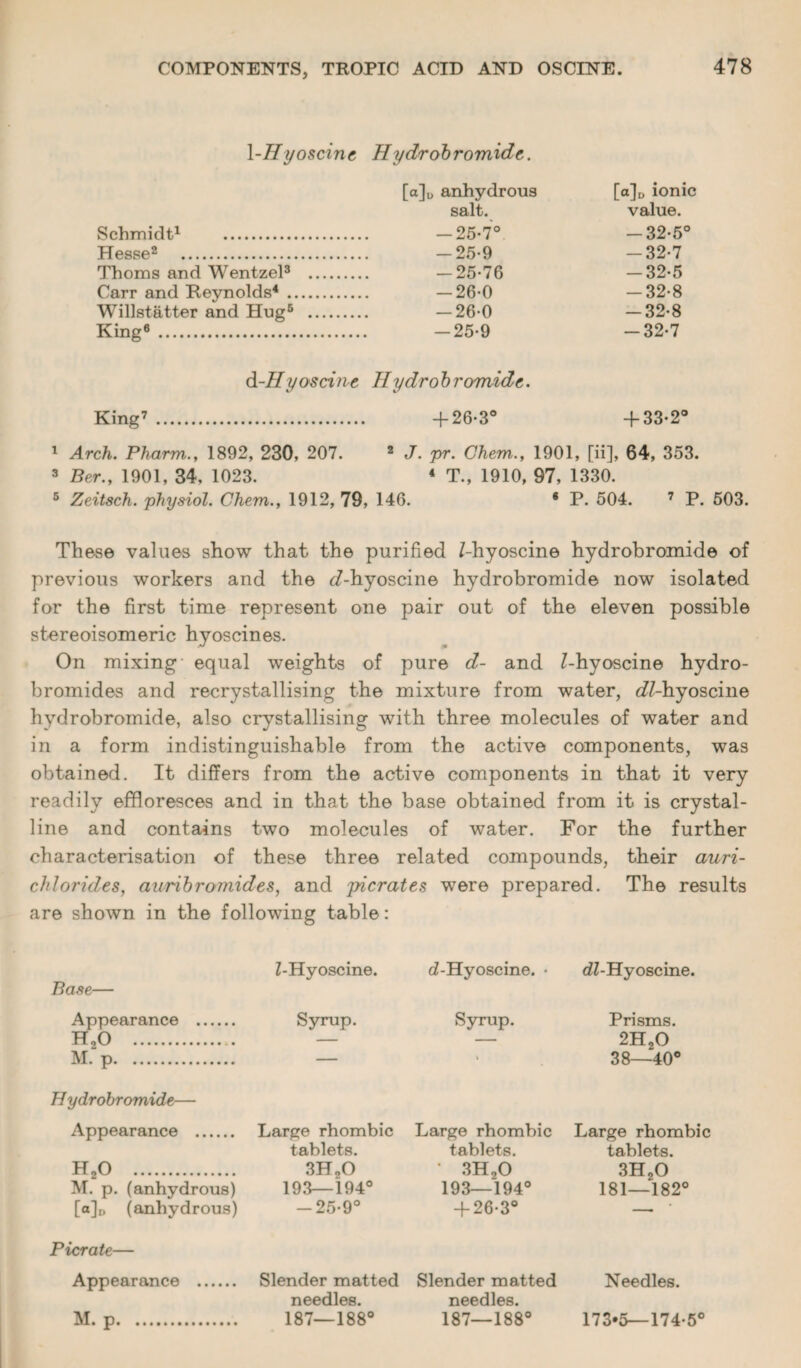 COMPONENTS, TROPIC ACID AND OSCINE. 478
l-Hyoscine Hydrobromide.
[α]D anhydrous [α]D ionic
salt. value.
Schmidt¹ .................. —25·7° —32·5°
Hesse² ..................... —25·9 —32·7
Thoms and Wentzel³ ......... —25·76 —32·5
Carr and Reynolds⁴ ............ —26·0 —32·8
Willstätter and Hug⁵ ......... —26·0 —32·8
King⁶ ........................ —25·9 —32·7
d-Hyoscine Hydrobromide.
King⁷ ........................ +26·3° +33·2°
¹ Arch. Pharm., 1892, 230, 207. ² J. pr. Chem., 1901, [ii], 64, 353.
³ Ber., 1901, 34, 1023. ⁴ T., 1910, 97, 1330.
⁵ Zeitsch. physiol. Chem., 1912, 79, 146. ⁶ P. 504. ⁷ P. 503.
These values show that the purified l-hyoscine hydrobromide of
previous workers and the d-hyoscine hydrobromide now isolated
for the first time represent one pair out of the eleven possible
stereoisomeric hyoscines.
On mixing equal weights of pure d- and l-hyoscine hydro-
bromides and recrystallising the mixture from water, dl-hyoscine
hydrobromide, also crystallising with three molecules of water and
in a form indistinguishable from the active components, was
obtained. It differs from the active components in that it very
readily effloresces and in that the base obtained from it is crystal-
line and contains two molecules of water. For the further
characterisation of these three related compounds, their auri-
chlorides, auribromides, and picrates were prepared. The results
are shown in the following table:
l-Hyoscine. d-Hyoscine. dl-Hyoscine.
Base—
Appearance ...... Syrup. Syrup. Prisms.
H₂O ............... — — 2H₂O
M. p. ............... — 38—40°
Hydrobromide—
Appearance ...... Large rhombic Large rhombic Large rhombic
tablets. tablets. tablets.
H₂O ............... 3H₂O 3H₂O 3H₂O
M. p. (anhydrous) 193—194° 193—194° 181—182°
[α]D (anhydrous) —25·9° +26·3° —
Picrate—
Appearance ...... Slender matted Slender matted Needles.
needles. needles.
M. p. ............... 187—188° 187—188° 173·5—174·5°